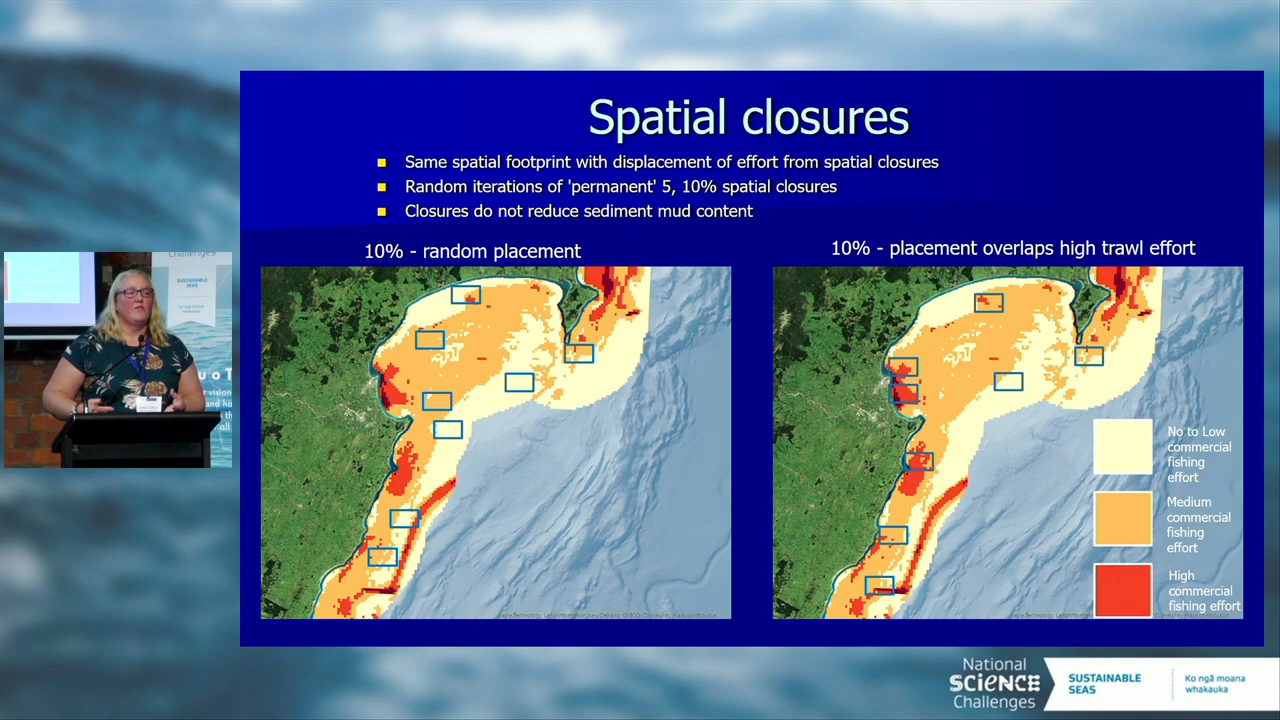 Spatial closures
Same spatial footprint with displacement of effort from spatial closures
Random iterations of 'permanent' 5, 10% spatial closures
Closures do not reduce sediment mud content
10% - random placement
10% - placement overlaps high trawl effort
No to Low
commercial
fishing
effort
Medium
commercial
fishing
effort
High
commercial
fishing effort
Challenges
SUSTAINABLE
SEAS
National
SCIENCE
Challenges
SUSTAINABLE
SEAS
Ko ngā moana
whakauka